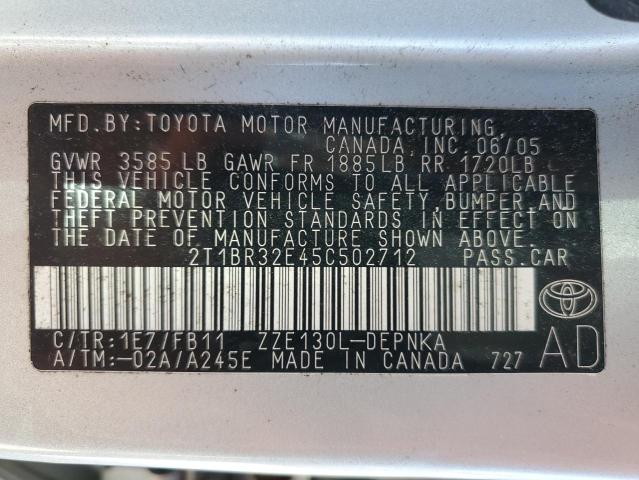 MFD. BY: TOYOTA MOTOR MANUFACTURING,
CANADA, INC. 06/05
GVWR 3585 LB GAWR FR 1885LB RR 1720LB
THIS VEHICLE CONFORMS TO ALL APPLICABLE
FEDERAL MOTOR VEHICLE SAFETY, BUMPER, AND
THEFT PREVENTION STANDARDS IN EFFECT ON
THE DATE OF MANUFACTURE SHOWN ABOVE.
2T1BR32E45C502712 PASS. CAR
C/TR: 1E7/FB11 ZZE130L-DEPNKA
A/TM: -02A/A245E MADE IN CANADA 727
AD